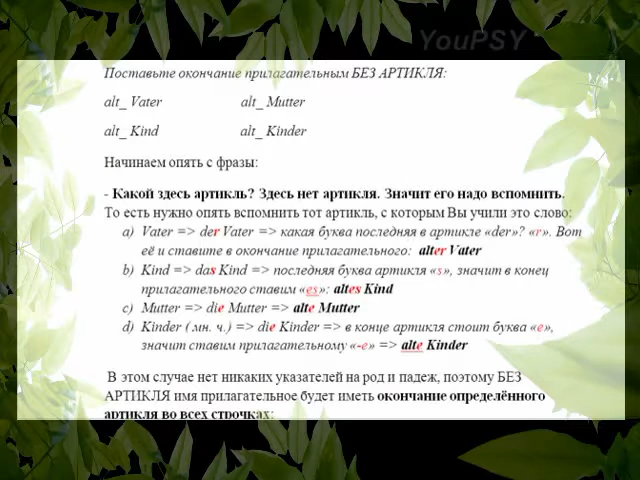 YouPSY
Поставьте окончание прилагательным БЕЗ АРТИКЛЯ:
alt_ Vater alt_ Mutter
alt_ Kind alt_ Kinder
Начинаем опять с фразы:
- Какой здесь артикль? Здесь нет артикля. Значит его надо вспомнить.
То есть нужно опять вспомнить тот артикль, с которым Вы учили это слово:
a) Vater => der Vater => какая буква последняя в артикле «der»? «r». Вот
её и ставите в окончание прилагательного: alter Vater
b) Kind => das Kind => последняя буква артикля «s», значит в конец
прилагательного ставим «es»: altes Kind
c) Mutter => die Mutter => alte Mutter
d) Kinder (мн. ч.) => die Kinder => в конце артикля стоит буква «e»,
значит ставим прилагательному «-e» => alte Kinder
В этом случае нет никаких указателей на род и падеж, поэтому БЕЗ
АРТИКЛЯ имя прилагательное будет иметь окончание определённого
артикля во всех строчках: